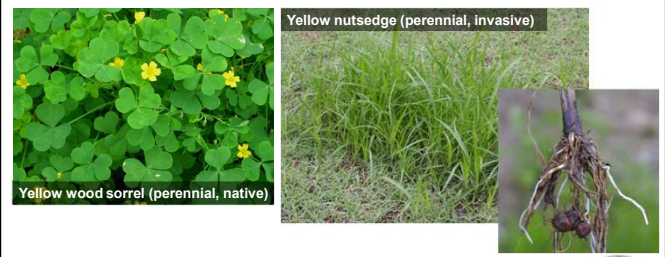 Yellow nutsedge (perennial, invasive)
Yellow wood sorrel (perennial, native)